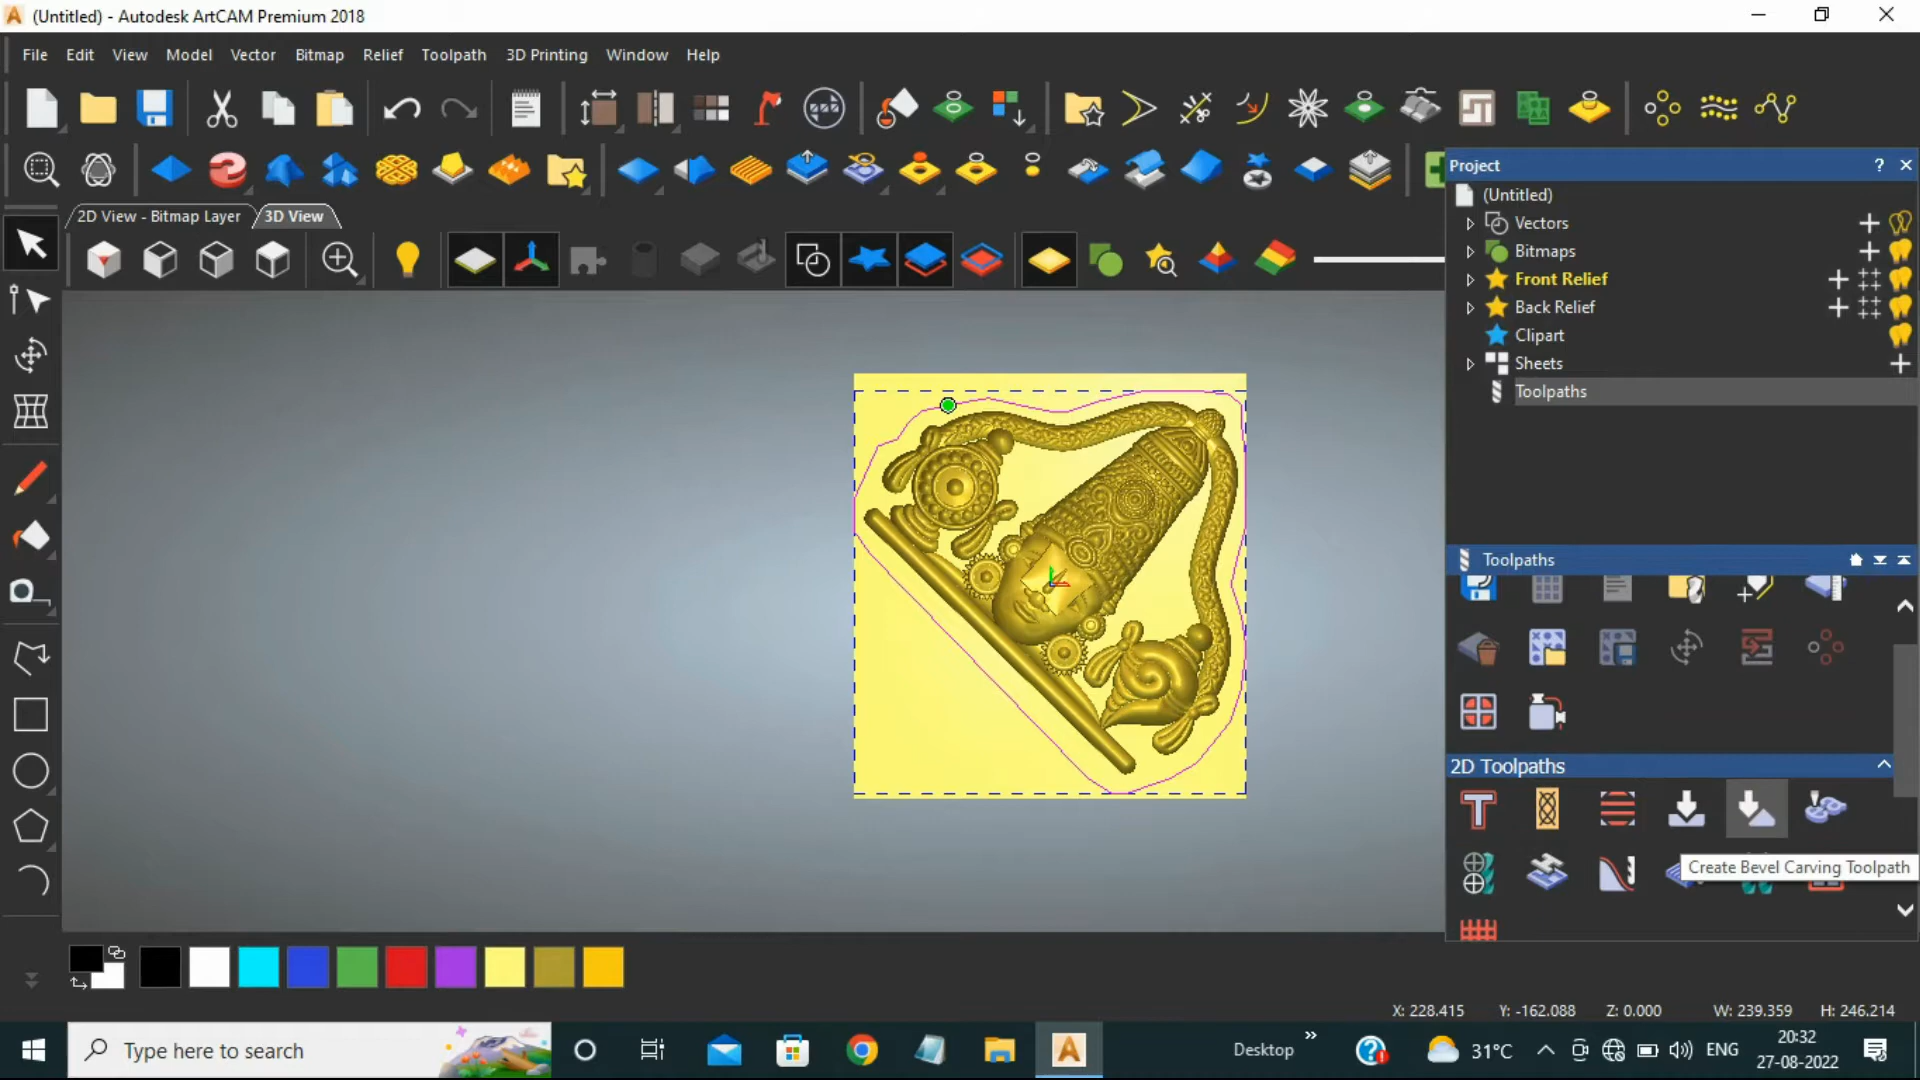 (Untitled) - Autodesk ArtCAM Premium 2018
File Edit View Model Vector Bitmap Relief Toolpath 3D Printing Window Help
Project
(Untitled)
Vectors
Bitmaps
Front Relief
Back Relief
Clipart
Sheets
Toolpaths
2D View - Bitmap Layer 3D View
Toolpaths
2D Toolpaths
Create Bevel Carving Toolpath
X: 228.415 Y: -162.088 Z: 0.000 W: 239.359 H: 246.214
Type here to search
Desktop
31°C
ENG
20:32
27-08-2022